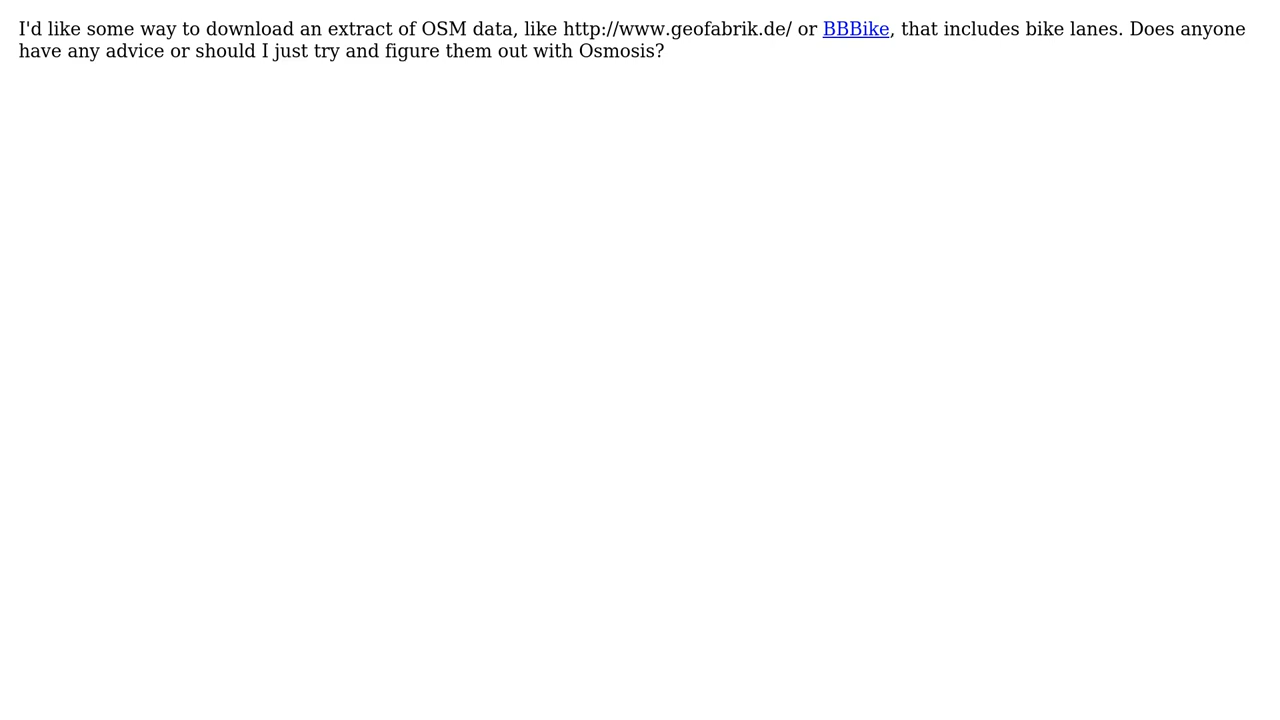 I'd like some way to download an extract of OSM data, like http://www.geofabrik.de/ or BBBike, that includes bike lanes. Does anyone
have any advice or should I just try and figure them out with Osmosis?